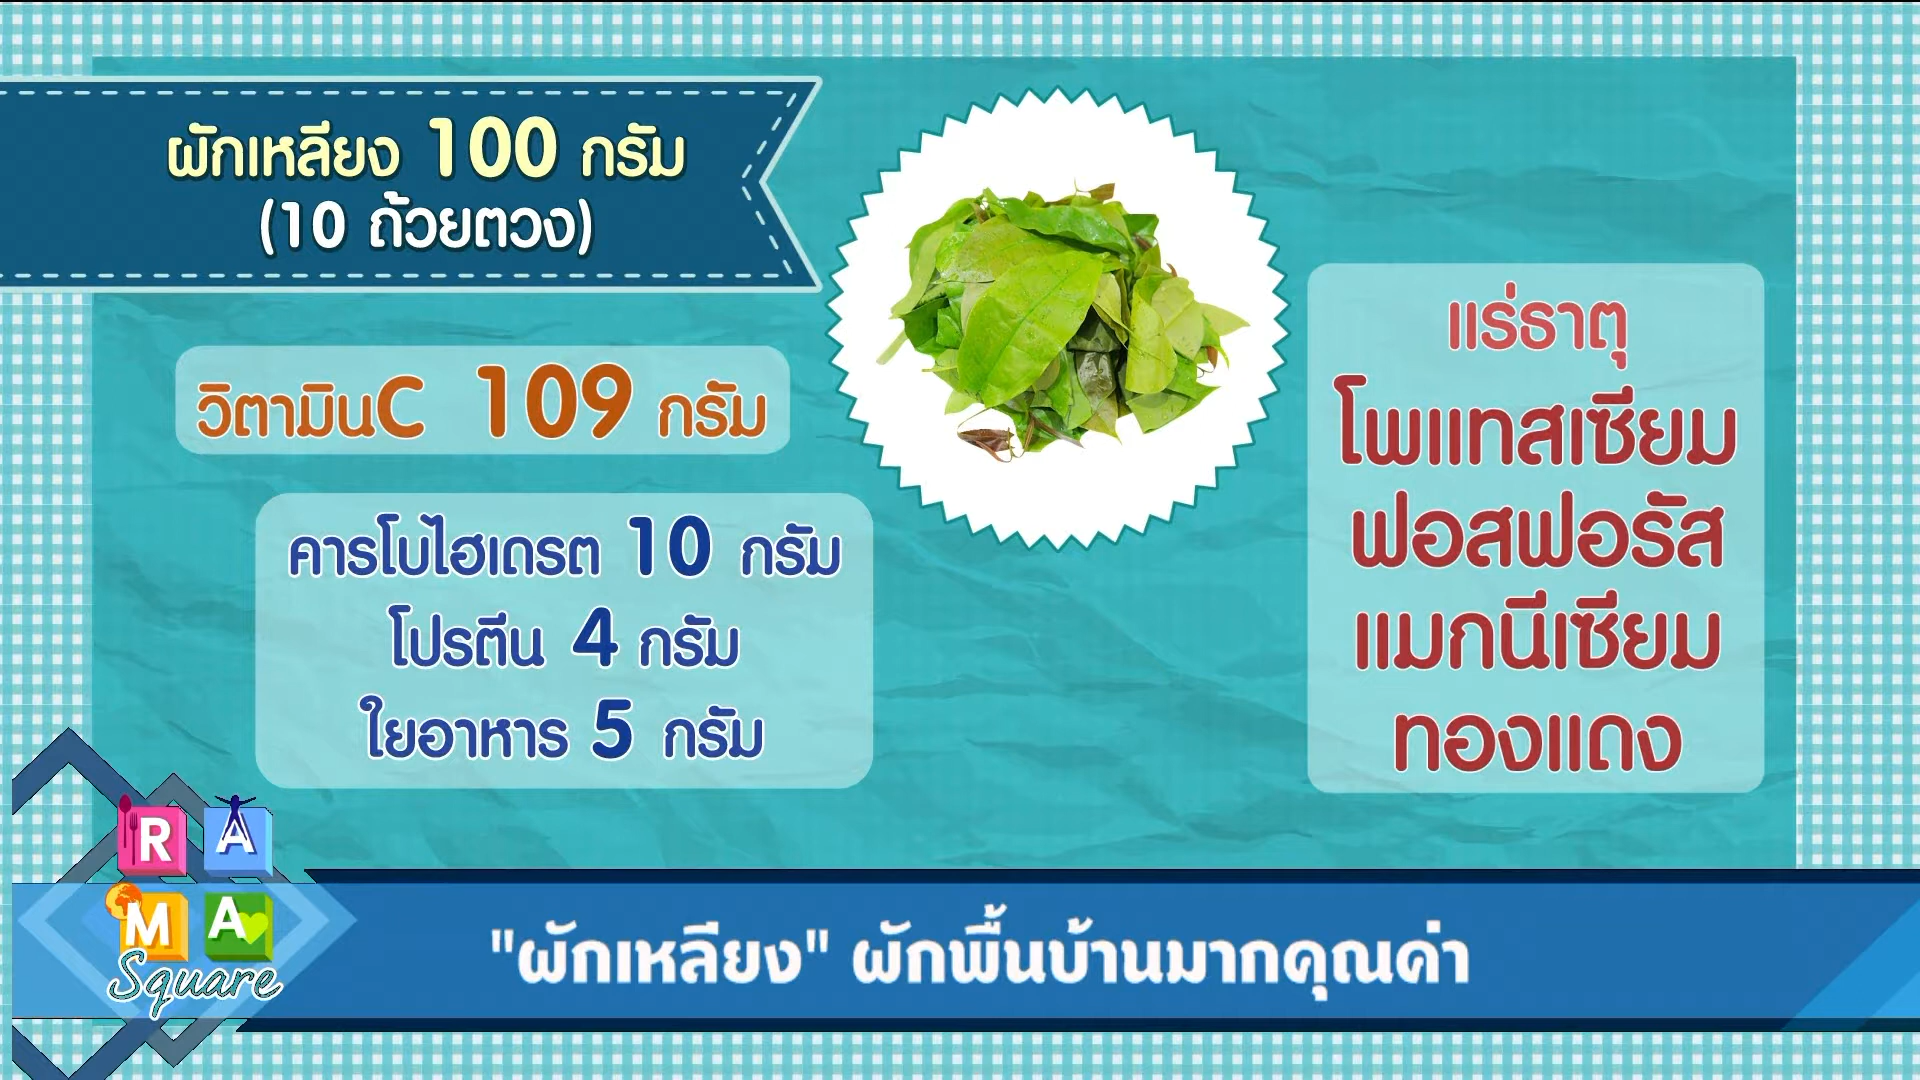 ผักเหลียง 100 กรัม
(10 ถ้วยตวง)
วิตามินC 109 กรัม
คารโบไฮเดรต 10 กรัม
โปรตีน 4 กรัม
ใยอาหาร 5 กรัม
แร่ธาตุ
โพแทสเซียม
ฟอสฟอรัส
แมกนีเซียม
ทองแดง
RA
MA
Square
"ผักเหลียง" ผักพื้นบ้านมากคุณค่า